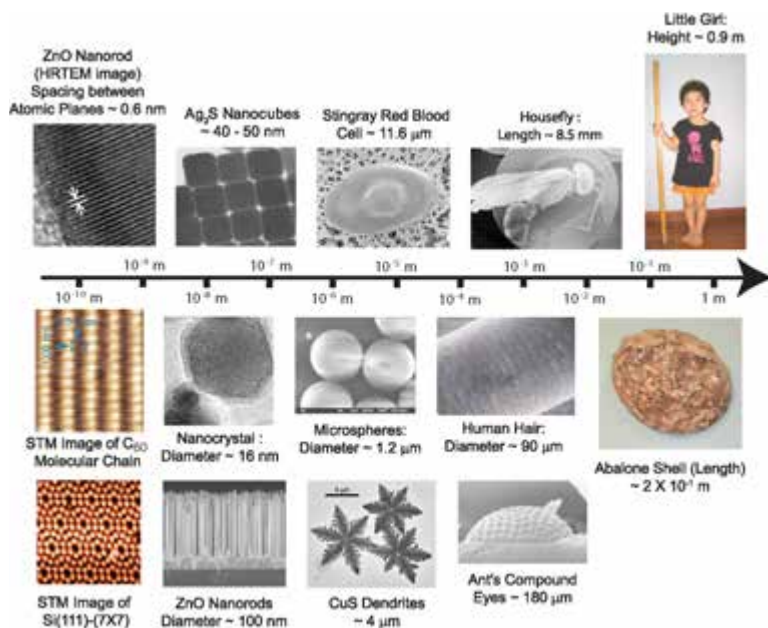 Little Girl:
Height ~ 0.9 m
ZnO Nanorod
(HRTEM image)
Spacing between
Atomic Planes ~ 0.6 nm
Ag₂S Nanocubes
~ 40 - 50 nm
Stingray Red Blood
Cell ~ 11.6 μm
Housefly :
Length ~ 8.5 mm
10⁻⁹ m
10⁻⁷ m
10⁻⁵ m
10⁻³ m
10⁻¹ m
10⁻¹⁰ m
10⁻⁸ m
10⁻⁶ m
10⁻⁴ m
10⁻² m
1 m
STM Image of C₆₀
Molecular Chain
Nanocrystal :
Diameter ~ 16 nm
Microspheres:
Diameter ~ 1.2 μm
Human Hair:
Diameter ~ 90 μm
Abalone Shell (Length)
~ 2 X 10⁻¹ m
STM Image of
Si(111)-(7X7)
ZnO Nanorods
Diameter ~ 100 nm
CuS Dendrites
~ 4 μm
Ant's Compound
Eyes ~ 180 μm